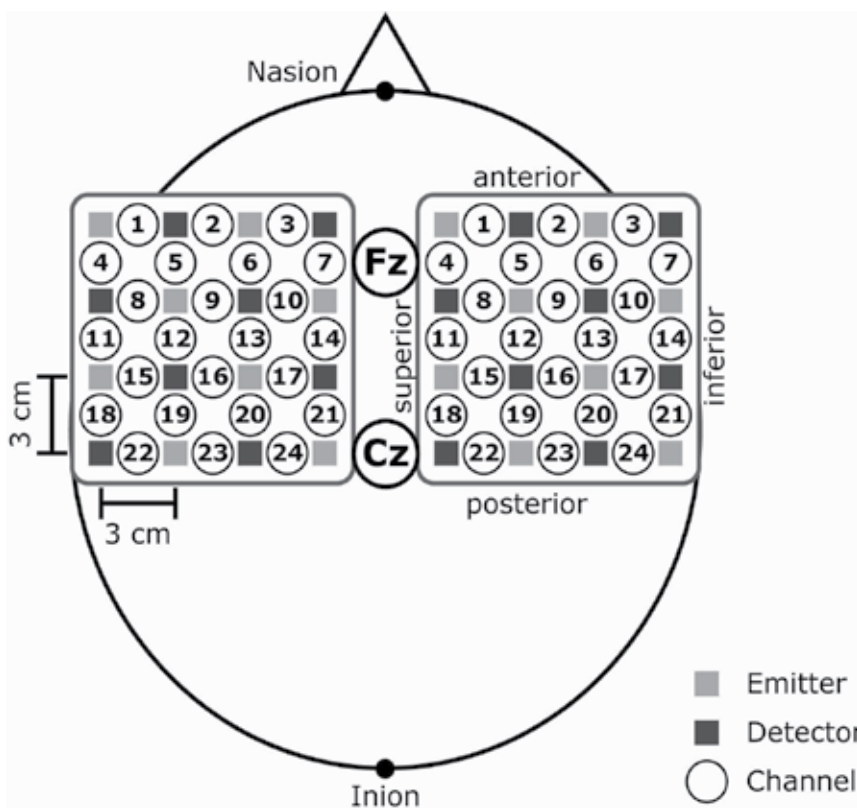 Nasion
anterior
1 2 3 1 2 3
4 5 6 7 Fz 4 5 6 7
8 9 10 8 9 10
11 12 13 14 superior 11 12 13 14 inferior
15 16 17 15 16 17
3 cm
18 19 20 21 18 19 20 21
22 23 24 Cz 22 23 24
posterior
3 cm
Emitter
Detector
Channel
Inion